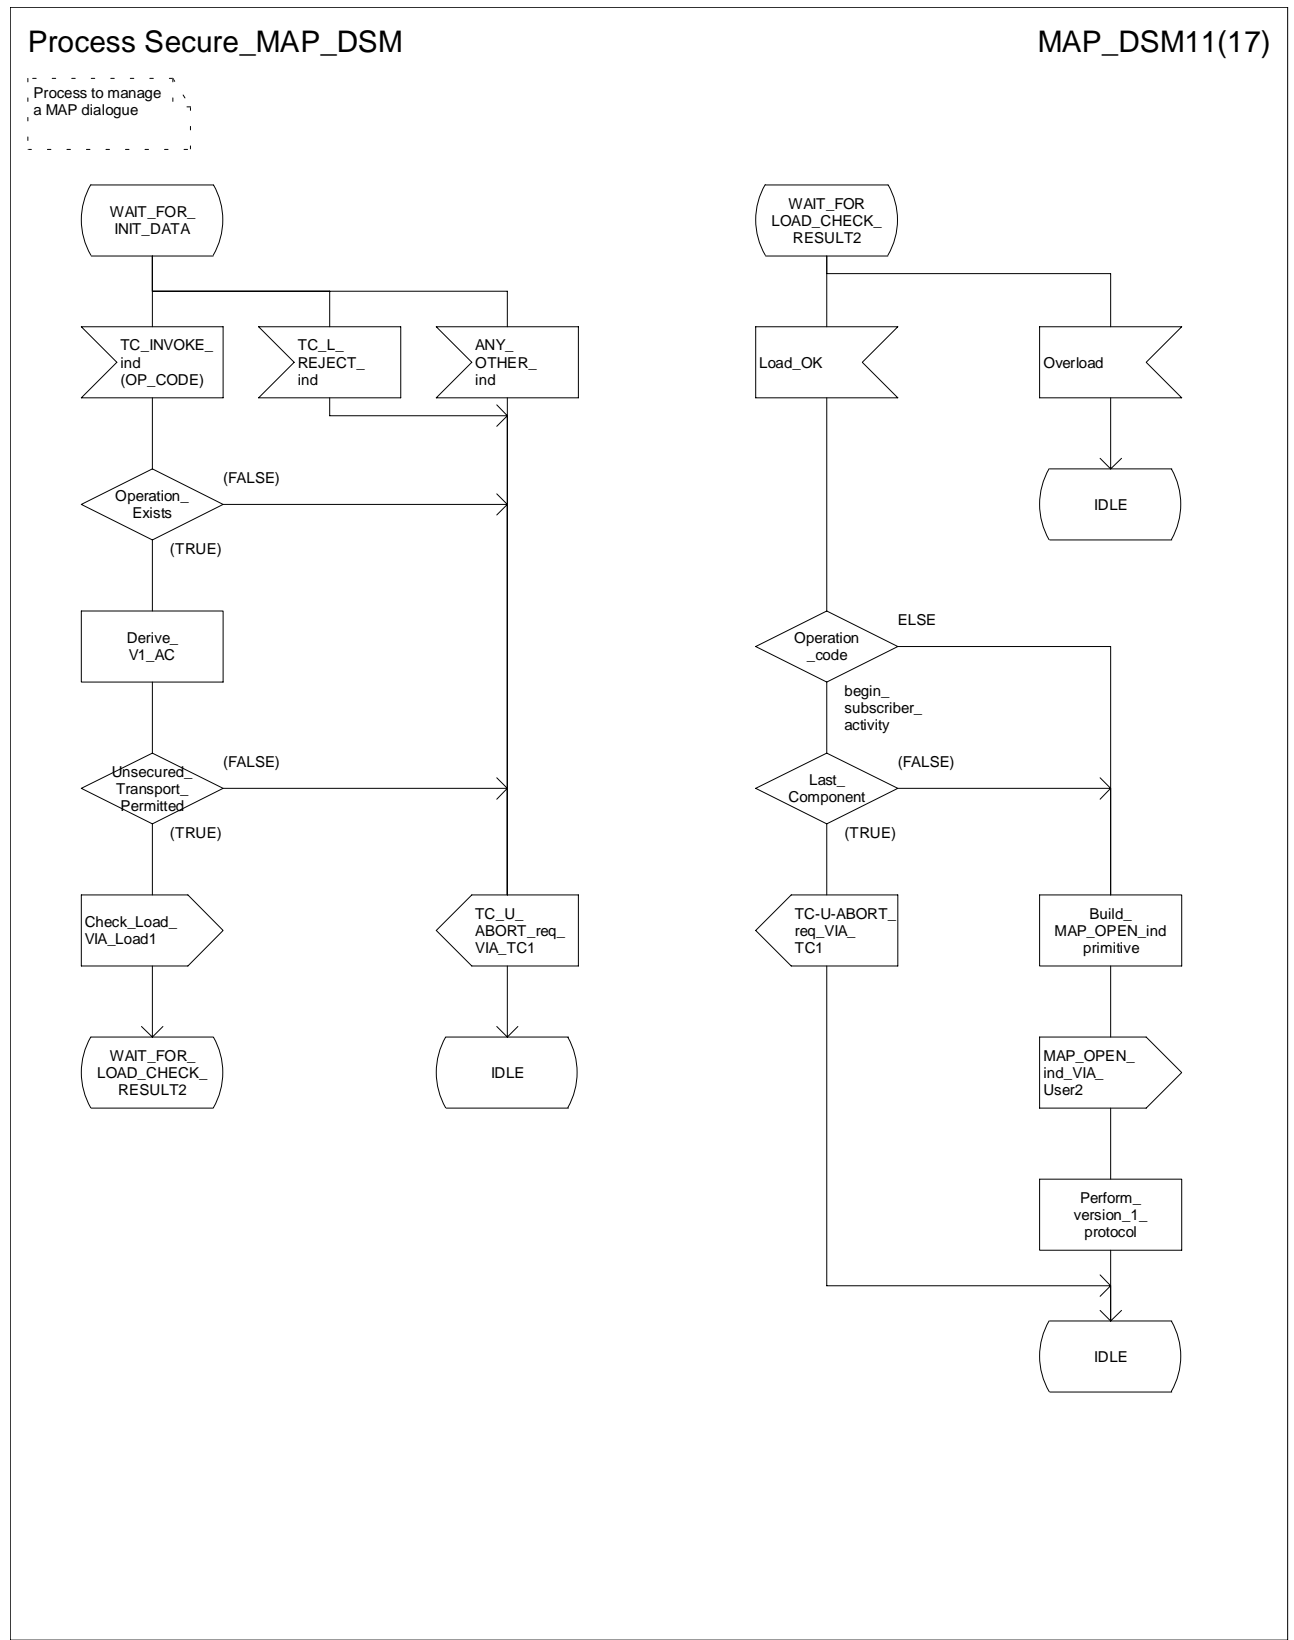 Process Secure_MAP_DSM
MAP_DSM11(17)
Process to manage
a MAP dialogue
WAIT_FOR_
INIT_DATA
TC_INVOKE_
ind
(OP_CODE)
TC_L_
REJECT_
ind
ANY_
OTHER_
ind
Operation_
Exists
(FALSE)
(TRUE)
Derive_
V1_AC
Unsecured_
Transport_
Permitted
(FALSE)
(TRUE)
Check_Load_
VIA_Load1
TC_U_
ABORT_req_
VIA_TC1
WAIT_FOR_
LOAD_CHECK_
RESULT2
IDLE
WAIT_FOR
LOAD_CHECK_
RESULT2
Load_OK
Overload
IDLE
Operation
_code
ELSE
begin_
subscriber_
activity
Last_
Component
(FALSE)
(TRUE)
TC-U-ABORT_
req_VIA_
TC1
Build_
MAP_OPEN_ind
primitive
MAP_OPEN_
ind_VIA_
User2
Perform_
version_1_
protocol
IDLE